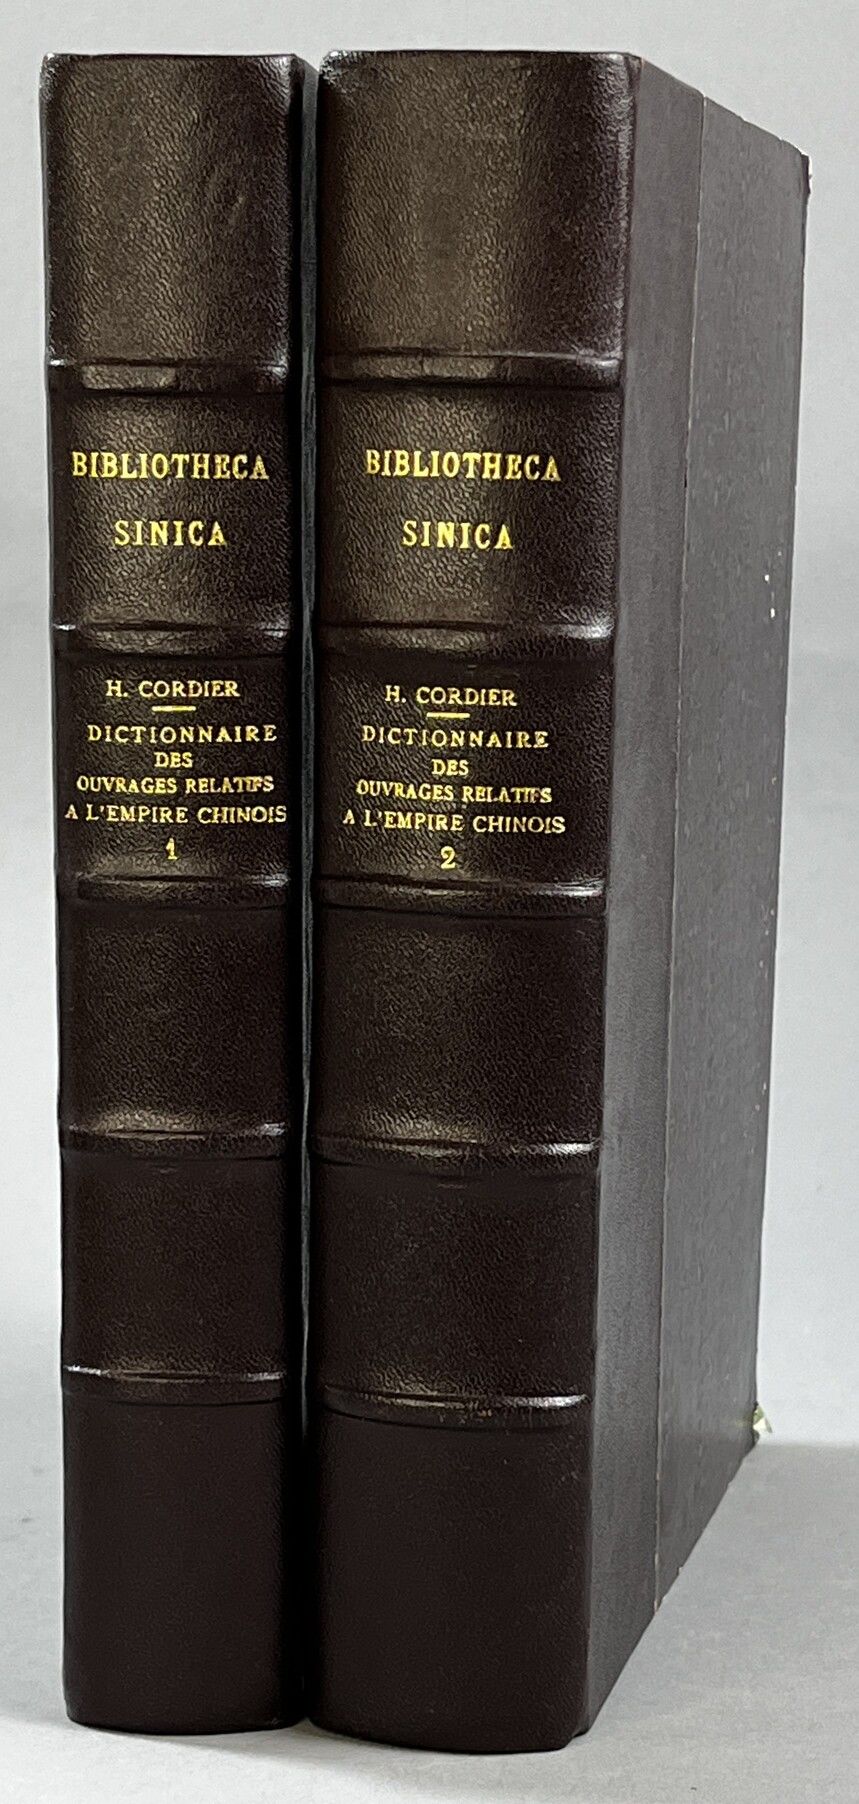 BIBLIOTHECA
SINICA
H. CORDIER
DICTIONNAIRE
DES
OUVRAGES RELATIFS
A L'EMPIRE CHINOIS
1
BIBLIOTHECA
SINICA
H. CORDIER
DICTIONNAIRE
DES
OUVRAGES RELATIFS
A L'EMPIRE CHINOIS
2